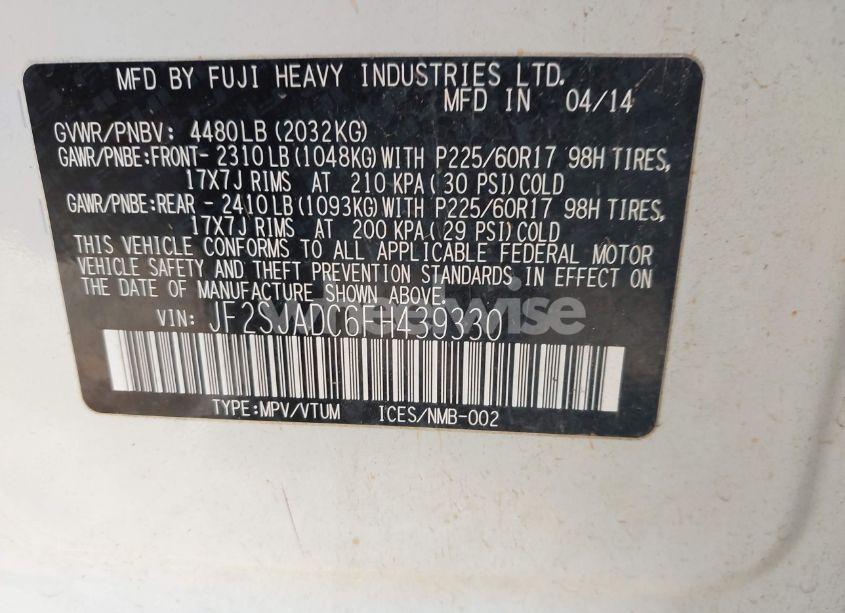 MFD BY FUJI HEAVY INDUSTRIES LTD.
MFD IN 04/14
GVWR/PNBV: 4480LB (2032KG)
GAWR/PNBE:FRONT- 2310LB (1048KG) WITH P225/60R17 98H TIRES,
17X7J RIMS AT 210 KPA( 30 PSI) COLD
GAWR/PNBE:REAR - 2410LB (1093KG) WITH P225/60R17 98H TIRES,
17X7J RIMS AT 200 KPA( 29 PSI) COLD
THIS VEHICLE CONFORMS TO ALL APPLICABLE FEDERAL MOTOR
VEHICLE SAFETY AND THEFT PREVENTION STANDARDS IN EFFECT ON
THE DATE OF MANUFACTURE SHOWN ABOVE.
VIN: JF2SJADC6FH439330
TYPE:MPV/VTUM ICES/NMB-002